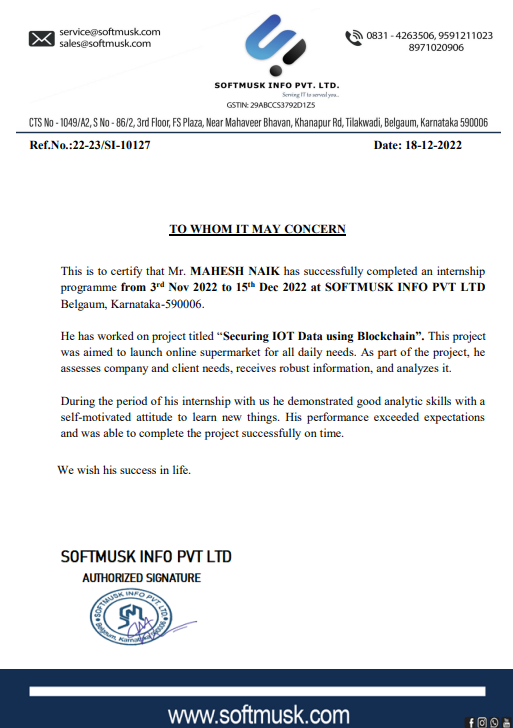 service@softmusk.com
sales@softmusk.com
0831 - 4263506, 9591211023
8971020906
SOFTMUSK INFO PVT. LTD.
Serving IT to served you..
GSTIN: 29ABCCS3792D1Z5
CTS No - 1049/A2, S No - 86/2, 3rd Floor, FS Plaza, Near Mahaveer Bhavan, Khanapur Rd, Tilakwadi, Belgaum, Karnataka 590006
Ref.No.:22-23/SI-10127 Date: 18-12-2022
TO WHOM IT MAY CONCERN
This is to certify that Mr. MAHESH NAIK has successfully completed an internship
programme from 3rd Nov 2022 to 15th Dec 2022 at SOFTMUSK INFO PVT LTD
Belgaum, Karnataka-590006.
He has worked on project titled “Securing IOT Data using Blockchain”. This project
was aimed to launch online supermarket for all daily needs. As part of the project, he
assesses company and client needs, receives robust information, and analyzes it.
During the period of his internship with us he demonstrated good analytic skills with a
self-motivated attitude to learn new things. His performance exceeded expectations
and was able to complete the project successfully on time.
We wish his success in life.
SOFTMUSK INFO PVT LTD
AUTHORIZED SIGNATURE
SOFTMUSK INFO PVT LTD
Belgaum, Karnataka
www.softmusk.com